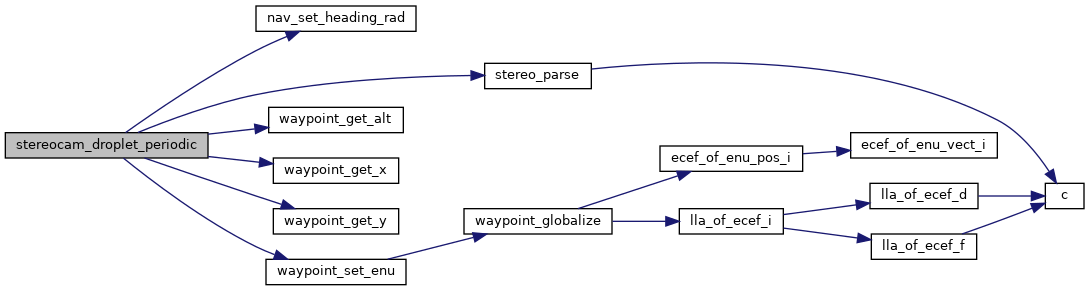 nav_set_heading_rad
stereo_parse
waypoint_get_alt
stereocam_droplet_periodic
ecef_of_enu_vect_i
ecef_of_enu_pos_i
waypoint_get_x
lla_of_ecef_d
c
waypoint_get_y
waypoint_globalize
lla_of_ecef_i
lla_of_ecef_f
waypoint_set_enu